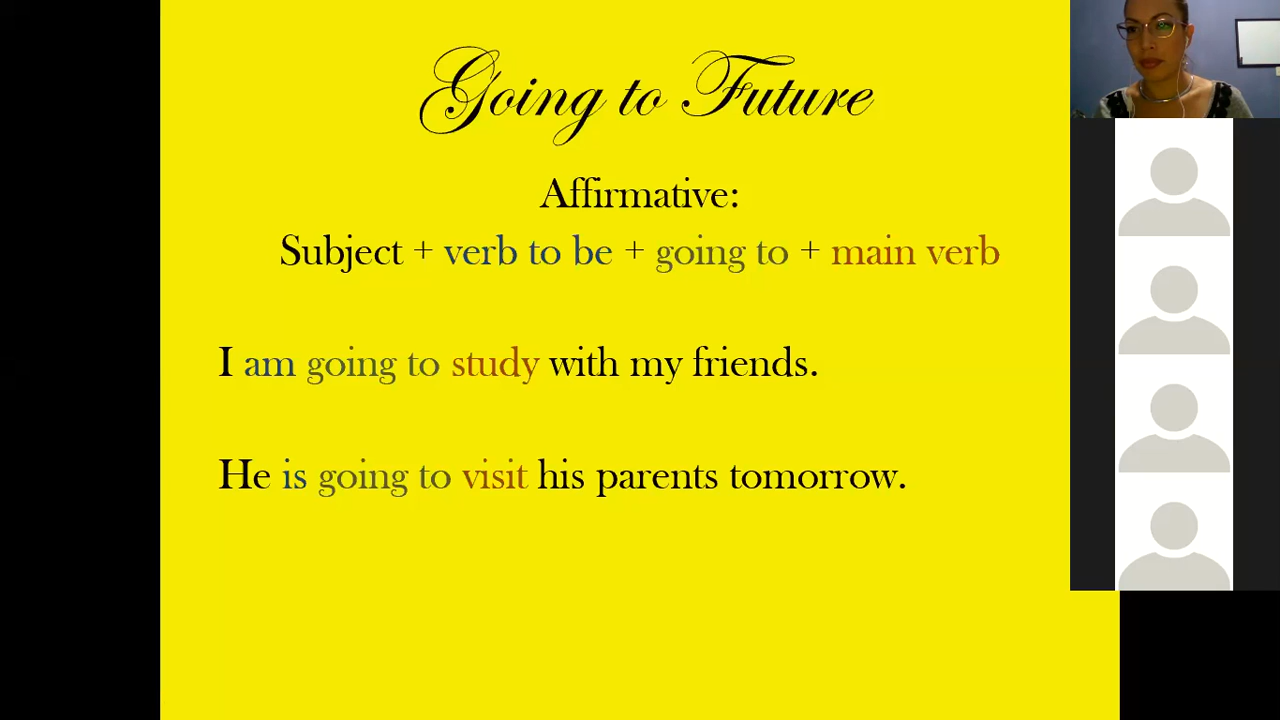 Going to Future
Affirmative:
Subject + verb to be + going to + main verb
I am going to study with my friends.
He is going to visit his parents tomorrow.